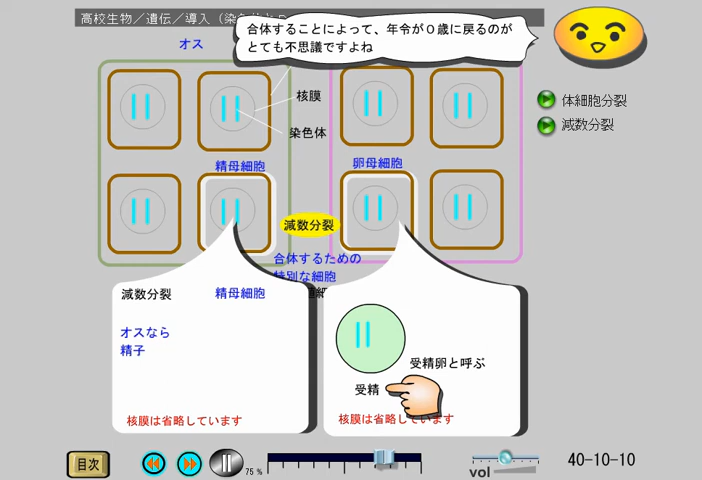 高校生物／遺伝／導入（染色体
合体することによって、年令が０歳に戻るのが
とても不思議ですよね
オス
体細胞分裂
減数分裂
核膜
染色体
精母細胞
卵母細胞
減数分裂
合体するための
特別な細胞
減数分裂
精母細胞
オスなら
精子
核膜は省略しています
受精卵と呼ぶ
受精
核膜は省略しています
目次
75 %
vol
40-10-10